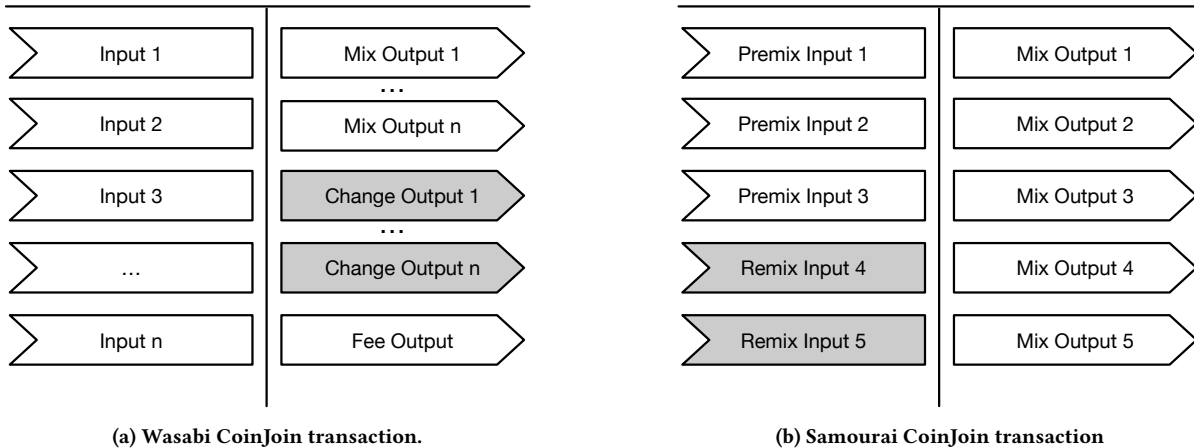 Input 1
Mix Output 1
...
Input 2
Mix Output n
Input 3
Change Output 1
...
...
Change Output n
Input n
Fee Output
(a) Wasabi CoinJoin transaction.
Premix Input 1
Mix Output 1
Premix Input 2
Mix Output 2
Premix Input 3
Mix Output 3
Remix Input 4
Mix Output 4
Remix Input 5
Mix Output 5
(b) Samourai CoinJoin transaction